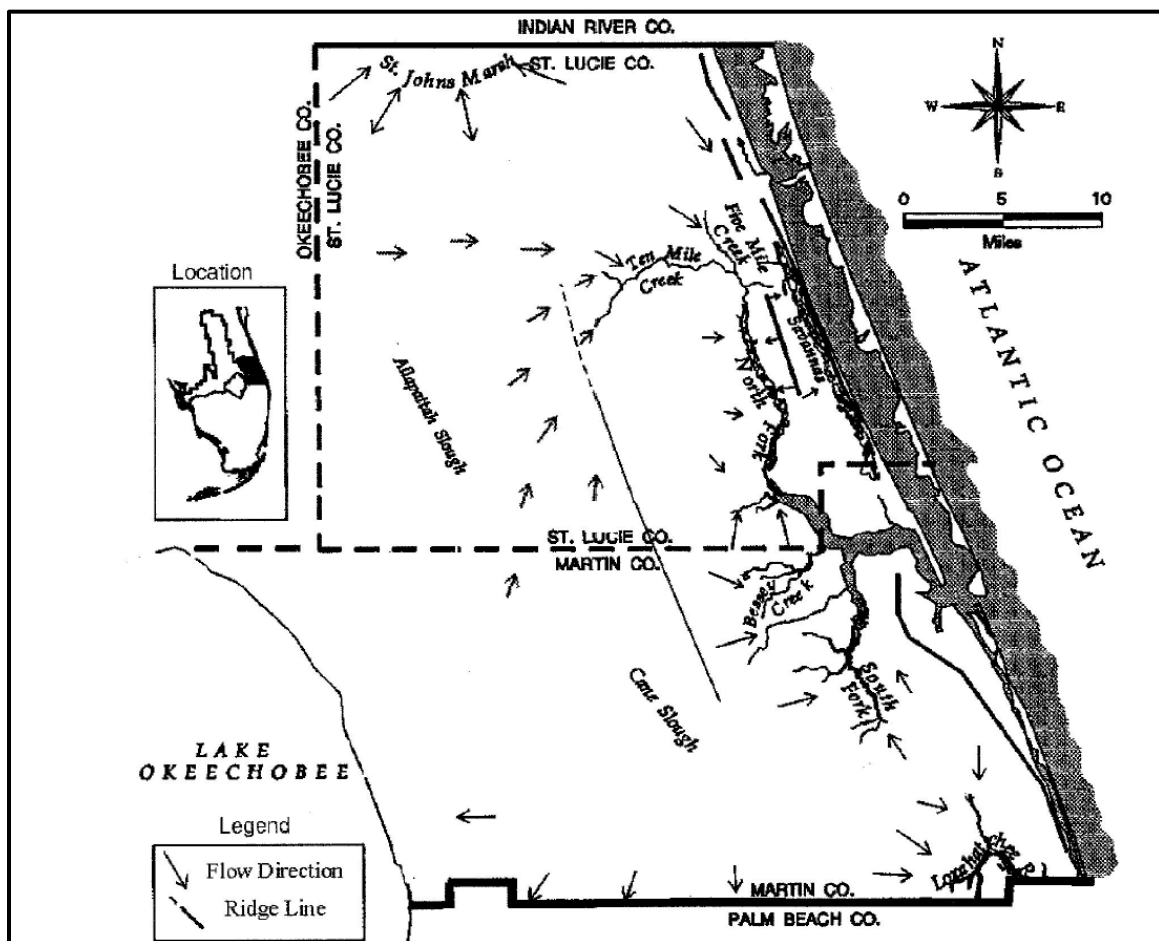 INDIAN RIVER CO.
ST. LUCIE CO.
St. Johns Marsh
OKEECHOBEE CO.
ST. LUCIE CO.
N
W E
S
0 5 10
Miles
Five Mile
Creek
Ten Mile
Creek
Savannas
Location
Allapattah Slough
North Fork
ATLANTIC OCEAN
ST. LUCIE CO.
MARTIN CO.
Bessey
Creek
South
Fork
Cane Slough
LAKE
OKEECHOBEE
Legend
Flow Direction
Ridge Line
Loxahatchee R
MARTIN CO.
PALM BEACH CO.